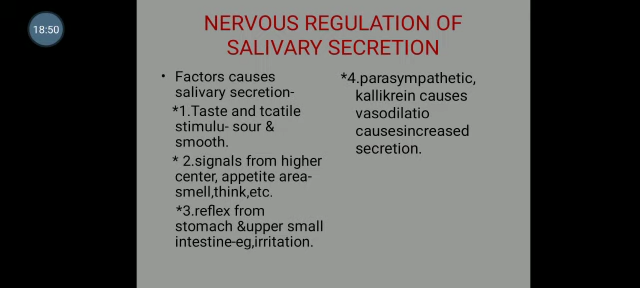 18:50
NERVOUS REGULATION OF
SALIVARY SECRETION
• Factors causes
salivary secretion-
*1.Taste and tcatile
stimulu- sour &
smooth.
* 2.signals from higher
center, appetite area-
smell,think,etc.
*3.reflex from
stomach &upper small
intestine-eg,irritation.
*4.parasympathetic,
kallikrein causes
vasodilatio
causesincreased
secretion.